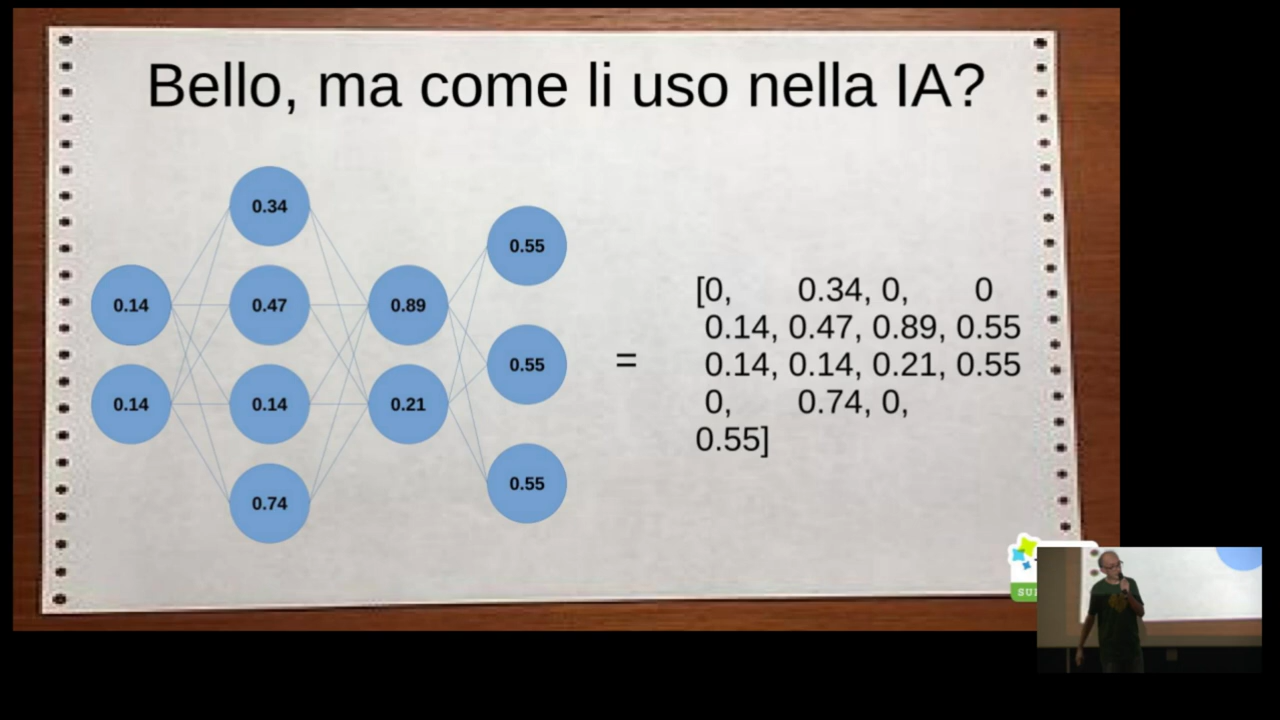 Bello, ma come li uso nella IA?
0.34
0.55
0.14 0.47 0.89
0.55
0.14 0.14 0.21
0.55
0.74
=
[0, 0.34, 0, 0
0.14, 0.47, 0.89, 0.55
0.14, 0.14, 0.21, 0.55
0, 0.74, 0,
0.55]